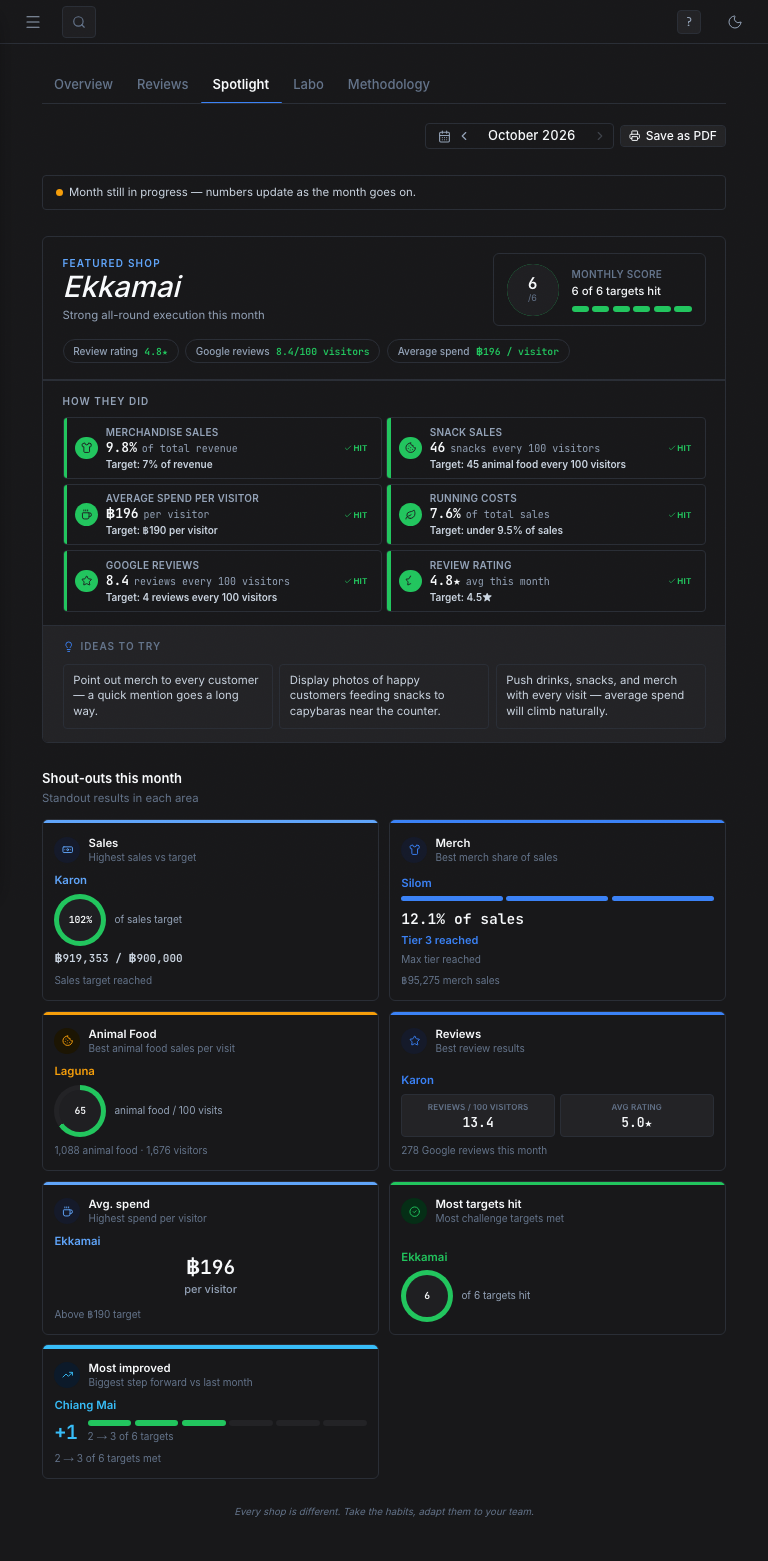 ?
Overview Reviews Spotlight Labo Methodology
October 2026 Save as PDF
Month still in progress — numbers update as the month goes on.
FEATURED SHOP
Ekkamai
Strong all-round execution this month
6
/6
MONTHLY SCORE
6 of 6 targets hit
Review rating 4.8★ Google reviews 8.4/100 visitors Average spend ฿196 / visitor
HOW THEY DID
MERCHANDISE SALES
9.8% of total revenue
Target: 7% of revenue
✓ HIT
SNACK SALES
46 snacks every 100 visitors
Target: 45 animal food every 100 visitors
✓ HIT
AVERAGE SPEND PER VISITOR
฿196 per visitor
Target: ฿190 per visitor
✓ HIT
RUNNING COSTS
7.6% of total sales
Target: under 9.5% of sales
✓ HIT
GOOGLE REVIEWS
8.4 reviews every 100 visitors
Target: 4 reviews every 100 visitors
✓ HIT
REVIEW RATING
4.8★ avg this month
Target: 4.5★
✓ HIT
IDEAS TO TRY
Point out merch to every customer
— a quick mention goes a long
way.
Display photos of happy
customers feeding snacks to
capybaras near the counter.
Push drinks, snacks, and merch
with every visit — average spend
will climb naturally.
Shout-outs this month
Standout results in each area
Sales
Highest sales vs target
Karon
102% of sales target
฿919,353 / ฿900,000
Sales target reached
Merch
Best merch share of sales
Silom
12.1% of sales
Tier 3 reached
Max tier reached
฿95,275 merch sales
Animal Food
Best animal food sales per visit
Laguna
65 animal food / 100 visits
1,088 animal food · 1,676 visitors
Reviews
Best review results
Karon
REVIEWS / 100 VISITORS
13.4
AVG RATING
5.0★
278 Google reviews this month
Avg. spend
Highest spend per visitor
Ekkamai
฿196
per visitor
Above ฿190 target
Most targets hit
Most challenge targets met
Ekkamai
6 of 6 targets hit
Most improved
Biggest step forward vs last month
Chiang Mai
+1
2 → 3 of 6 targets
2 → 3 of 6 targets met
Every shop is different. Take the habits, adapt them to your team.